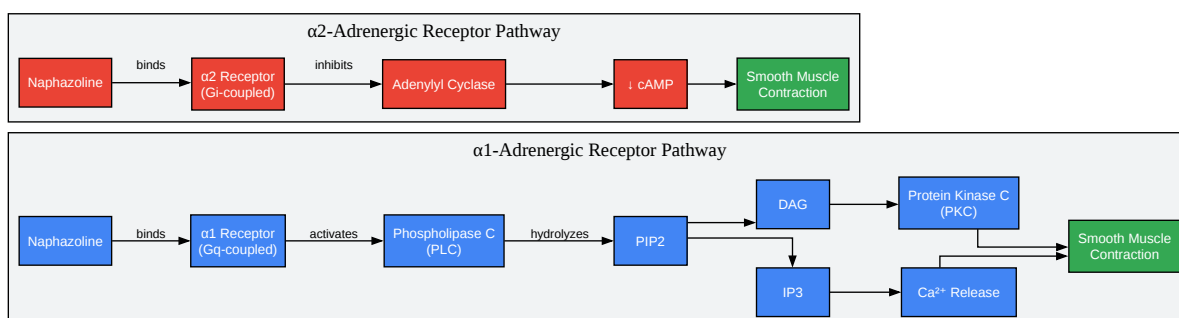 α2-Adrenergic Receptor Pathway
Naphazoline
binds
α2 Receptor
(Gi-coupled)
inhibits
Adenylyl Cyclase
↓ cAMP
Smooth Muscle
Contraction
α1-Adrenergic Receptor Pathway
Naphazoline
binds
α1 Receptor
(Gq-coupled)
activates
Phospholipase C
(PLC)
hydrolyzes
PIP2
DAG
Protein Kinase C
(PKC)
IP3
Ca²⁺ Release
Smooth Muscle
Contraction